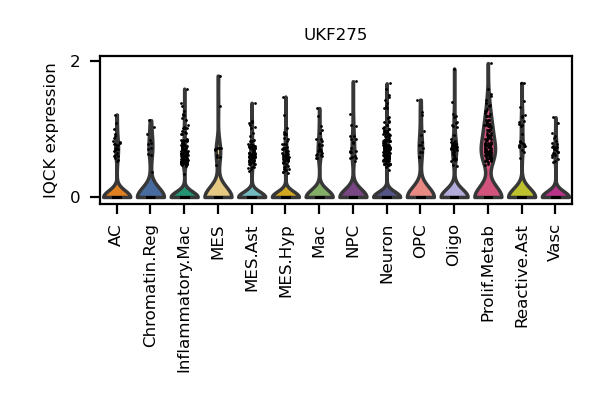 UKF275
IQCK expression
2
0
AC
Chromatin.Reg
Inflammatory.Mac
MES
MES.Ast
MES.Hyp
Mac
NPC
Neuron
OPC
Oligo
Prolif.Metab
Reactive.Ast
Vasc